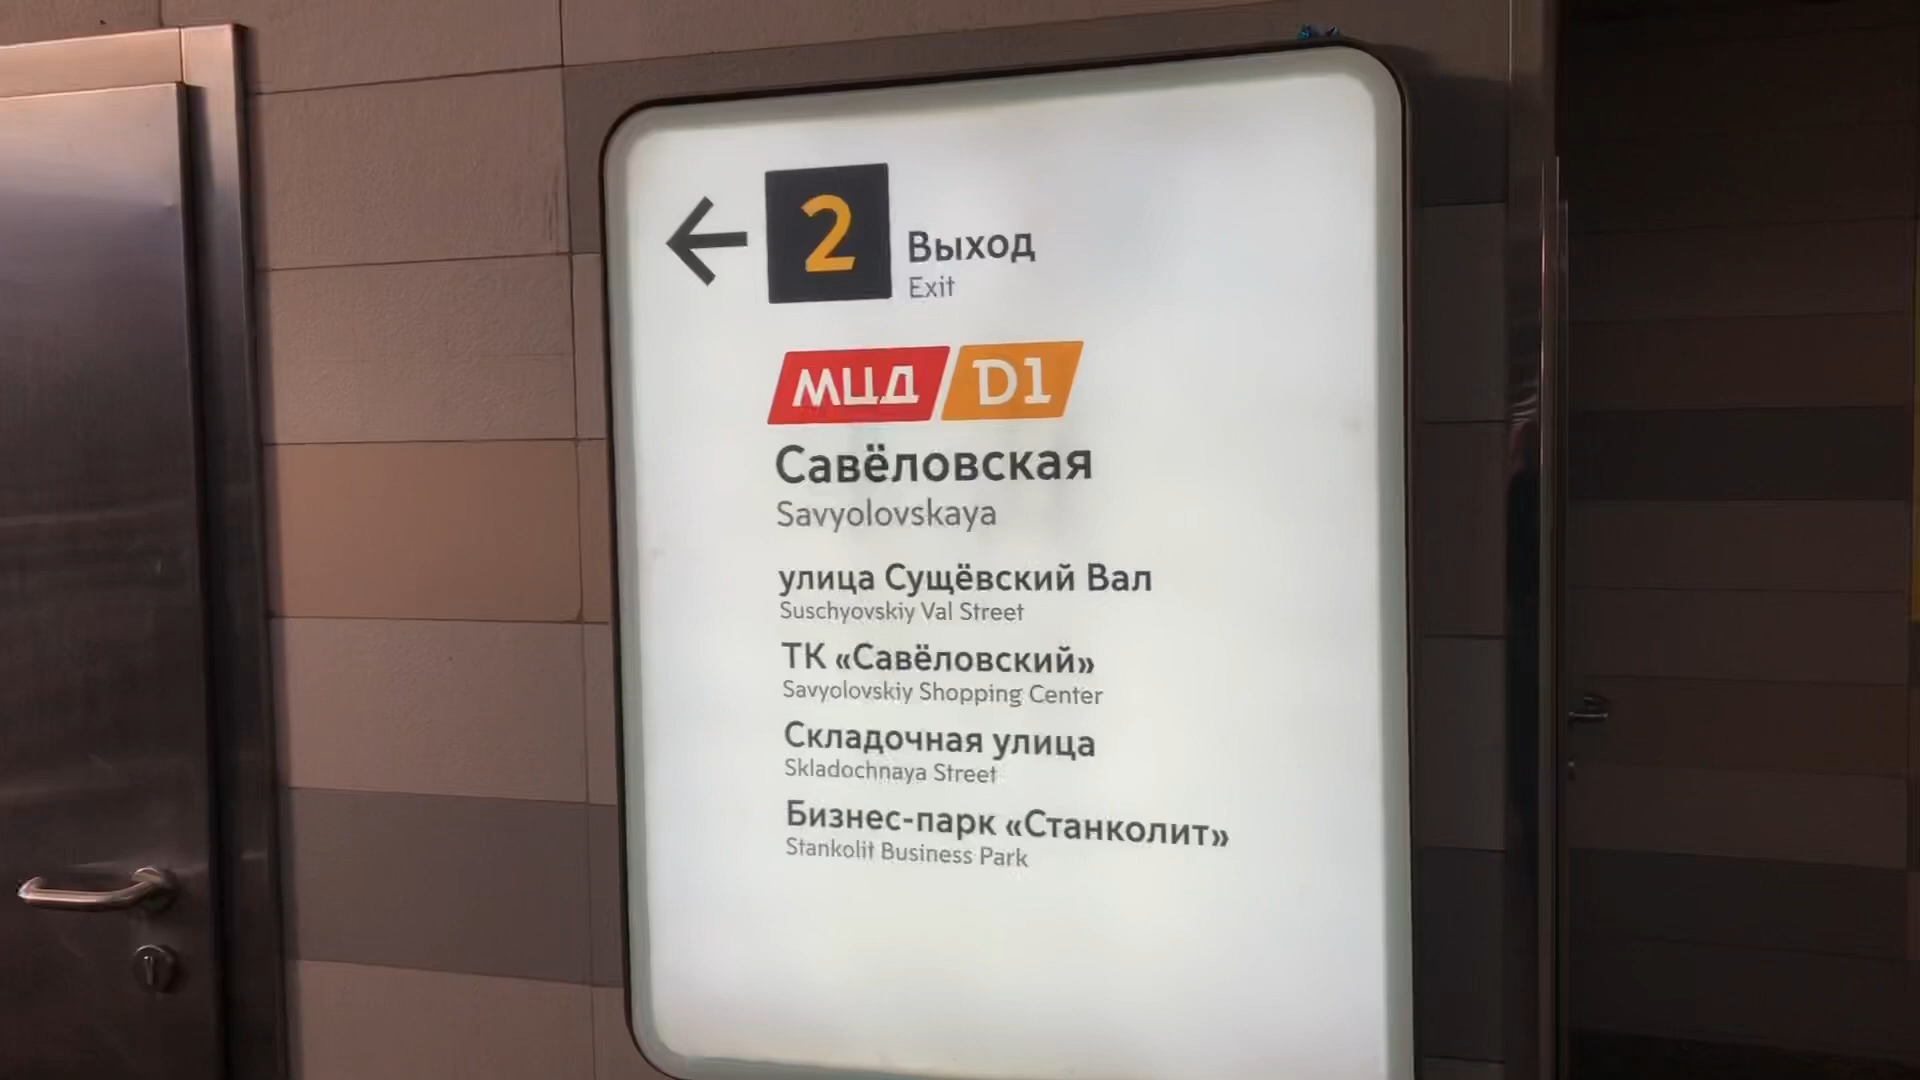 2 Выход
Exit
МЦД D1
Савёловская
Savyolovskaya
улица Сущёвский Вал
Suschyovskiy Val Street
ТК «Савёловский»
Savyolovskiy Shopping Center
Складочная улица
Skladochnaya Street
Бизнес-парк «Станколит»
Stankolit Business Park